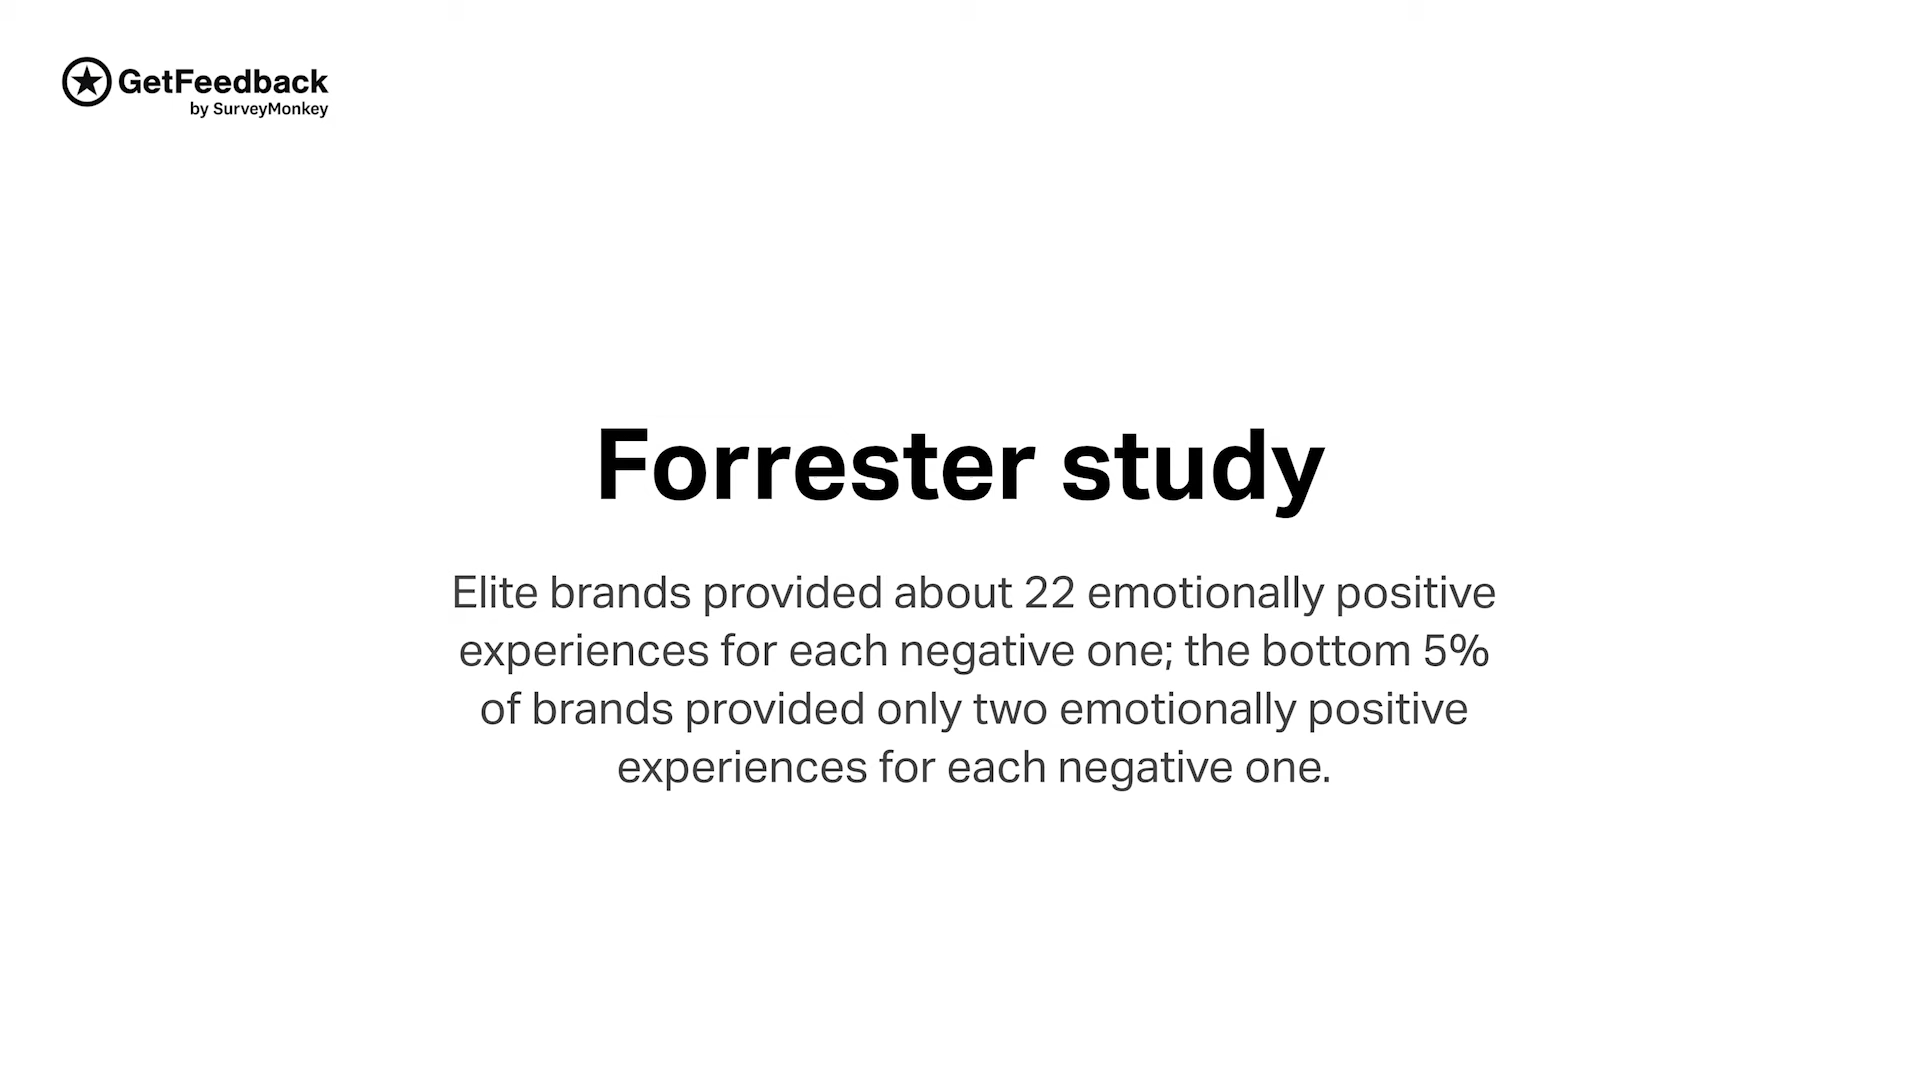 GetFeedback
by SurveyMonkey
Forrester study
Elite brands provided about 22 emotionally positive
experiences for each negative one; the bottom 5%
of brands provided only two emotionally positive
experiences for each negative one.